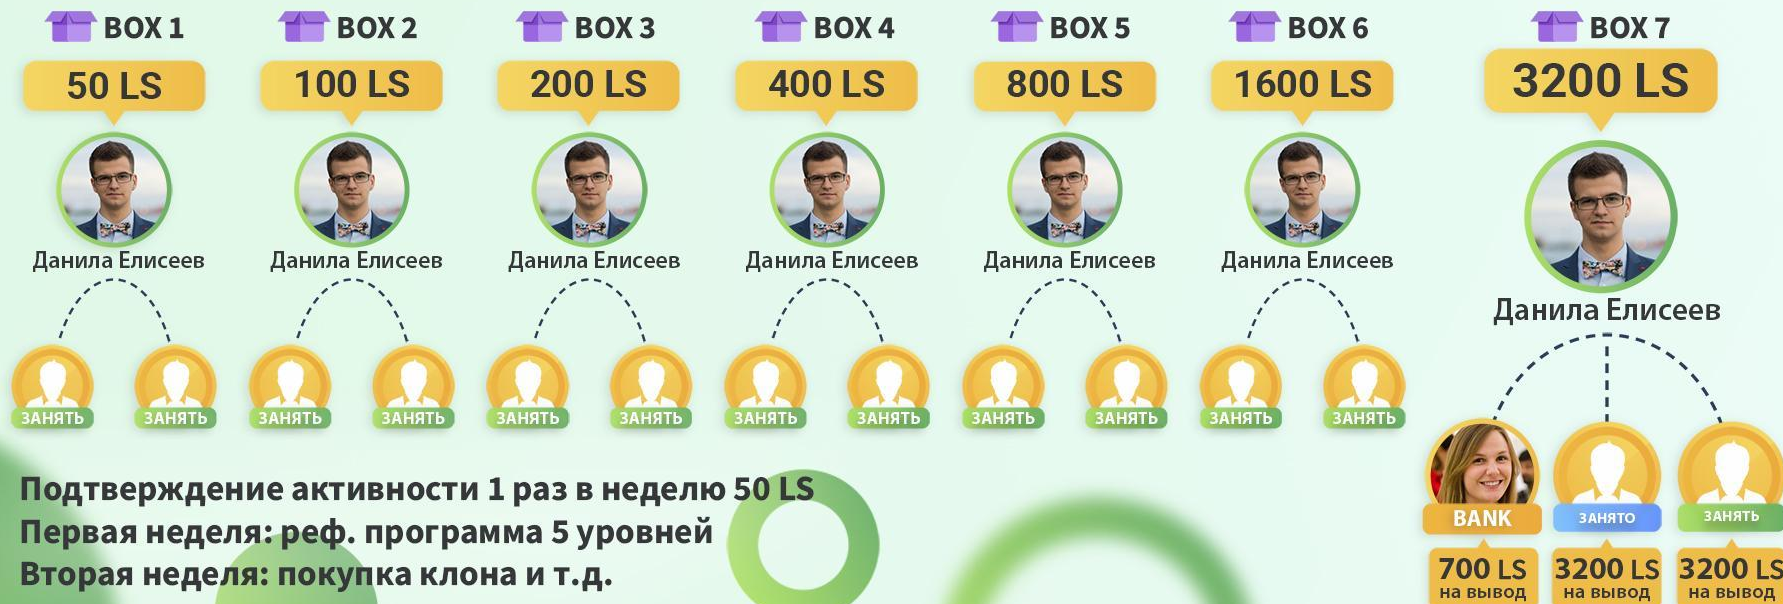 BOX 1
50 LS
Данила Елисеев
ЗАНЯТЬ ЗАНЯТЬ
BOX 2
100 LS
Данила Елисеев
ЗАНЯТЬ ЗАНЯТЬ
BOX 3
200 LS
Данила Елисеев
ЗАНЯТЬ ЗАНЯТЬ
BOX 4
400 LS
Данила Елисеев
ЗАНЯТЬ ЗАНЯТЬ
BOX 5
800 LS
Данила Елисеев
ЗАНЯТЬ ЗАНЯТЬ
BOX 6
1600 LS
Данила Елисеев
ЗАНЯТЬ ЗАНЯТЬ
BOX 7
3200 LS
Данила Елисеев
BANK ЗАНЯТО ЗАНЯТЬ
700 LS 3200 LS 3200 LS
на вывод на вывод на вывод
Подтверждение активности 1 раз в неделю 50 LS
Первая неделя: реф. программа 5 уровней
Вторая неделя: покупка клона и т.д.